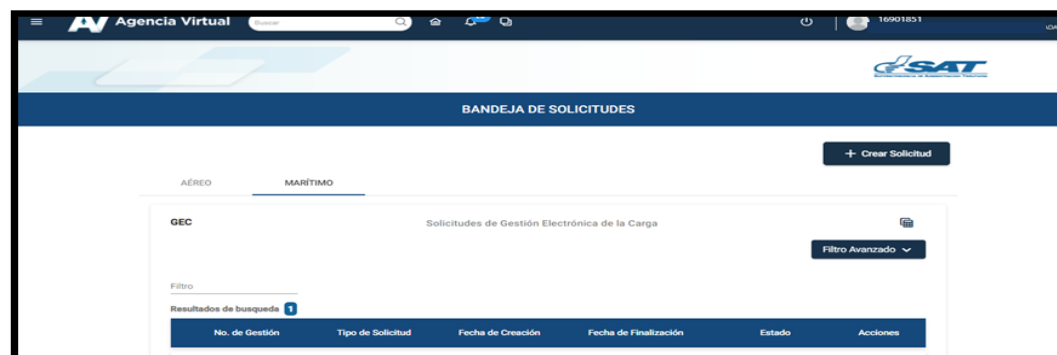 Agencia Virtual Buscar 16901851
SAT
BANDEJA DE SOLICITUDES
+ Crear Solicitud
AÉREO MARÍTIMO
GEC Solicitudes de Gestión Electrónica de la Carga
Filtro Avanzado
Filtro
Resultados de busqueda 1
No. de Gestión Tipo de Solicitud Fecha de Creación Fecha de Finalización Estado Acciones